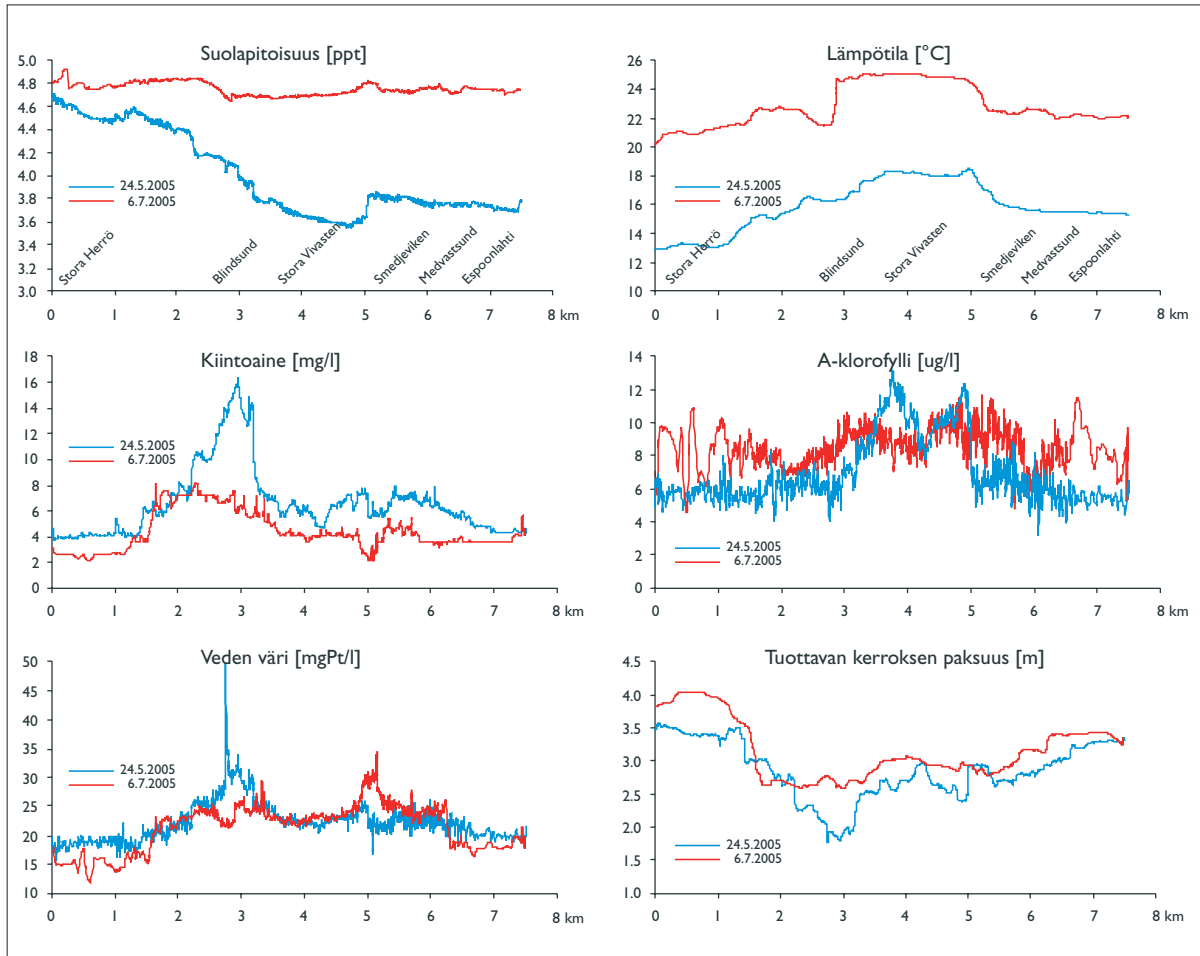 Suolapitoisuus [ppt]
5.0
4.8
4.6
4.4
4.2
4.0
3.8
3.6
3.4
3.2
3.0
24.5.2005
6.7.2005
Stora Herrö
Blindsund
Stora Vivasten
Smedjeviken
Medvastsund
Espoonlahti
0 1 2 3 4 5 6 7 8 km
Lämpötila [°C]
26
24
22
20
18
16
14
12
10
24.5.2005
6.7.2005
Stora Herrö
Blindsund
Stora Vivasten
Smedjeviken
Medvastsund
Espoonlahti
0 1 2 3 4 5 6 7 8 km
Kiintoaine [mg/l]
18
16
14
12
10
8
6
4
2
0
24.5.2005
6.7.2005
0 1 2 3 4 5 6 7 8 km
A-klorofylli [ug/l]
14
12
10
8
6
4
2
0
24.5.2005
6.7.2005
0 1 2 3 4 5 6 7 8 km
Veden väri [mgPt/l]
50
45
40
35
30
25
20
15
10
24.5.2005
6.7.2005
0 1 2 3 4 5 6 7 8 km
Tuottavan kerroksen paksuus [m]
4.5
4.0
3.5
3.0
2.5
2.0
1.5
1.0
24.5.2005
6.7.2005
0 1 2 3 4 5 6 7 8 km